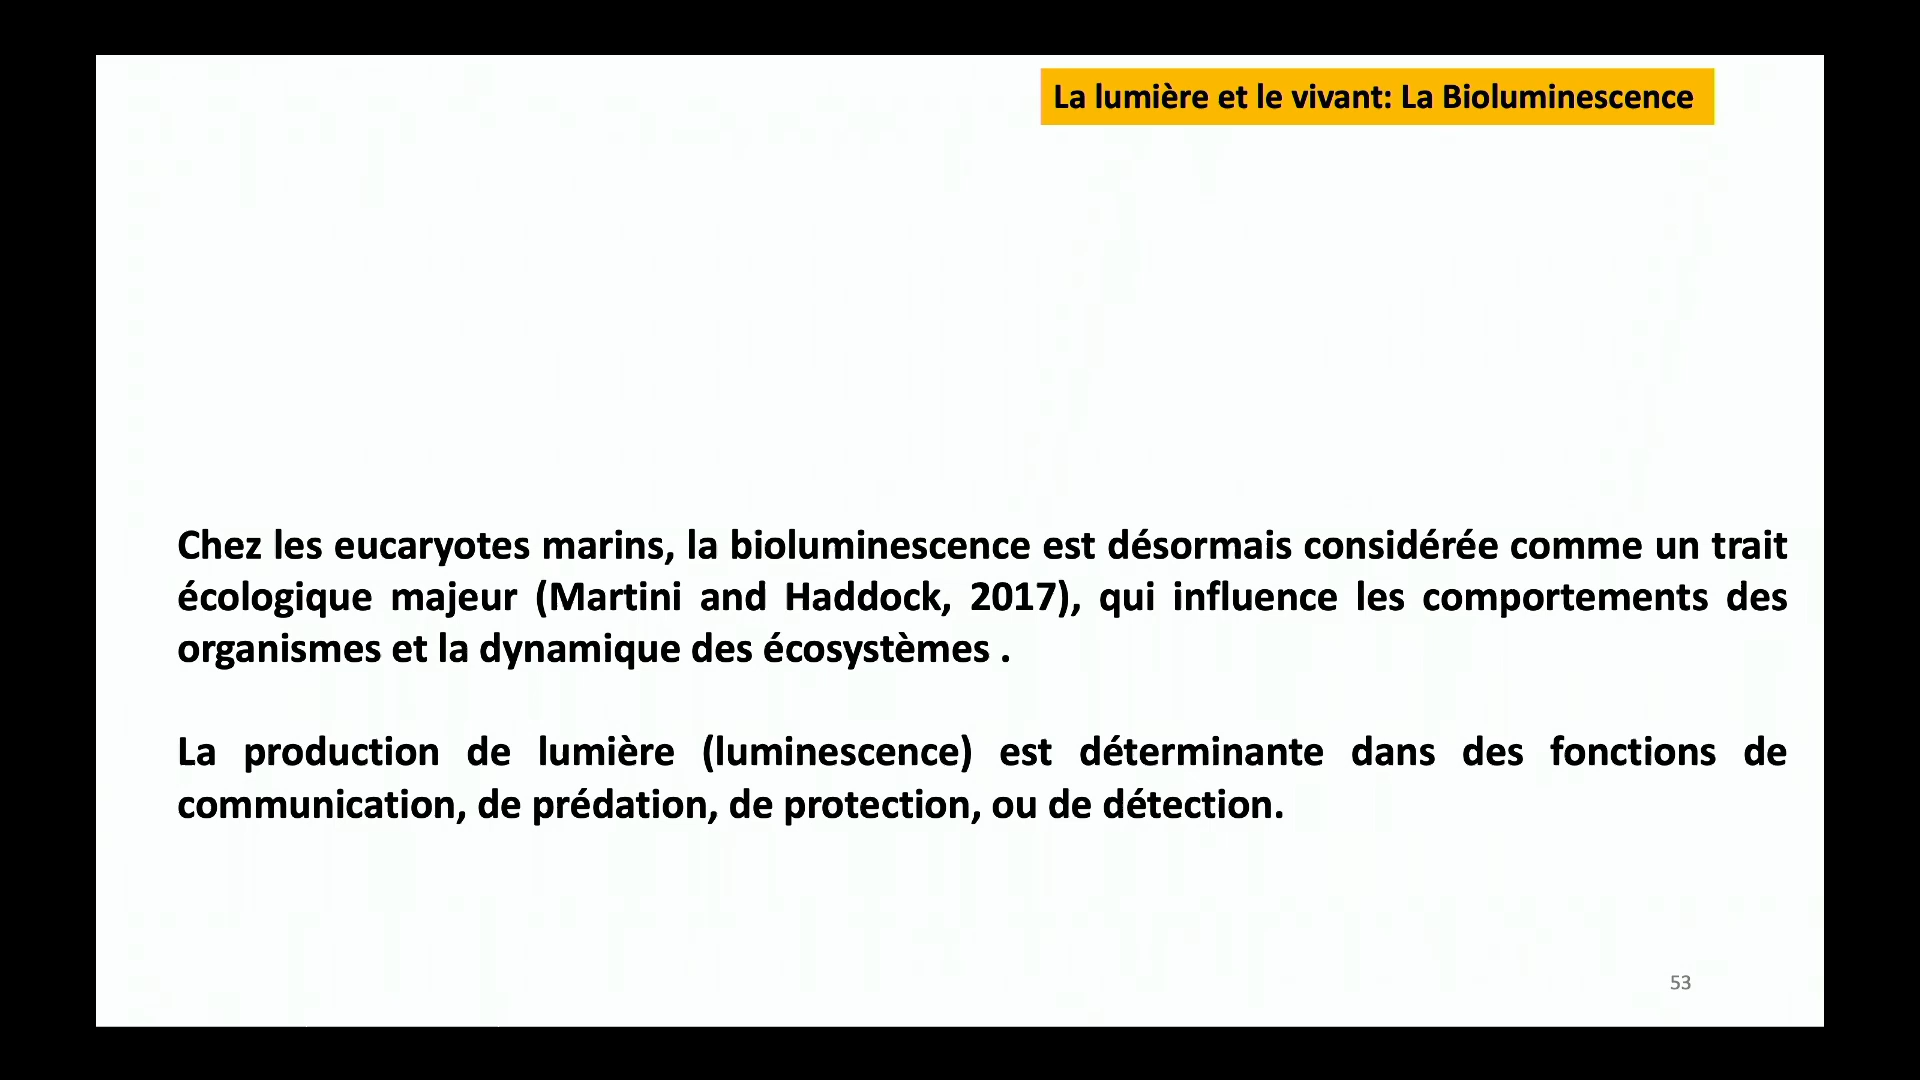 La lumière et le vivant: La Bioluminescence
Chez les eucaryotes marins, la bioluminescence est désormais considérée comme un trait
écologique majeur (Martini and Haddock, 2017), qui influence les comportements des
organismes et la dynamique des écosystèmes .
La production de lumière (luminescence) est déterminante dans des fonctions de
communication, de prédation, de protection, ou de détection.
53